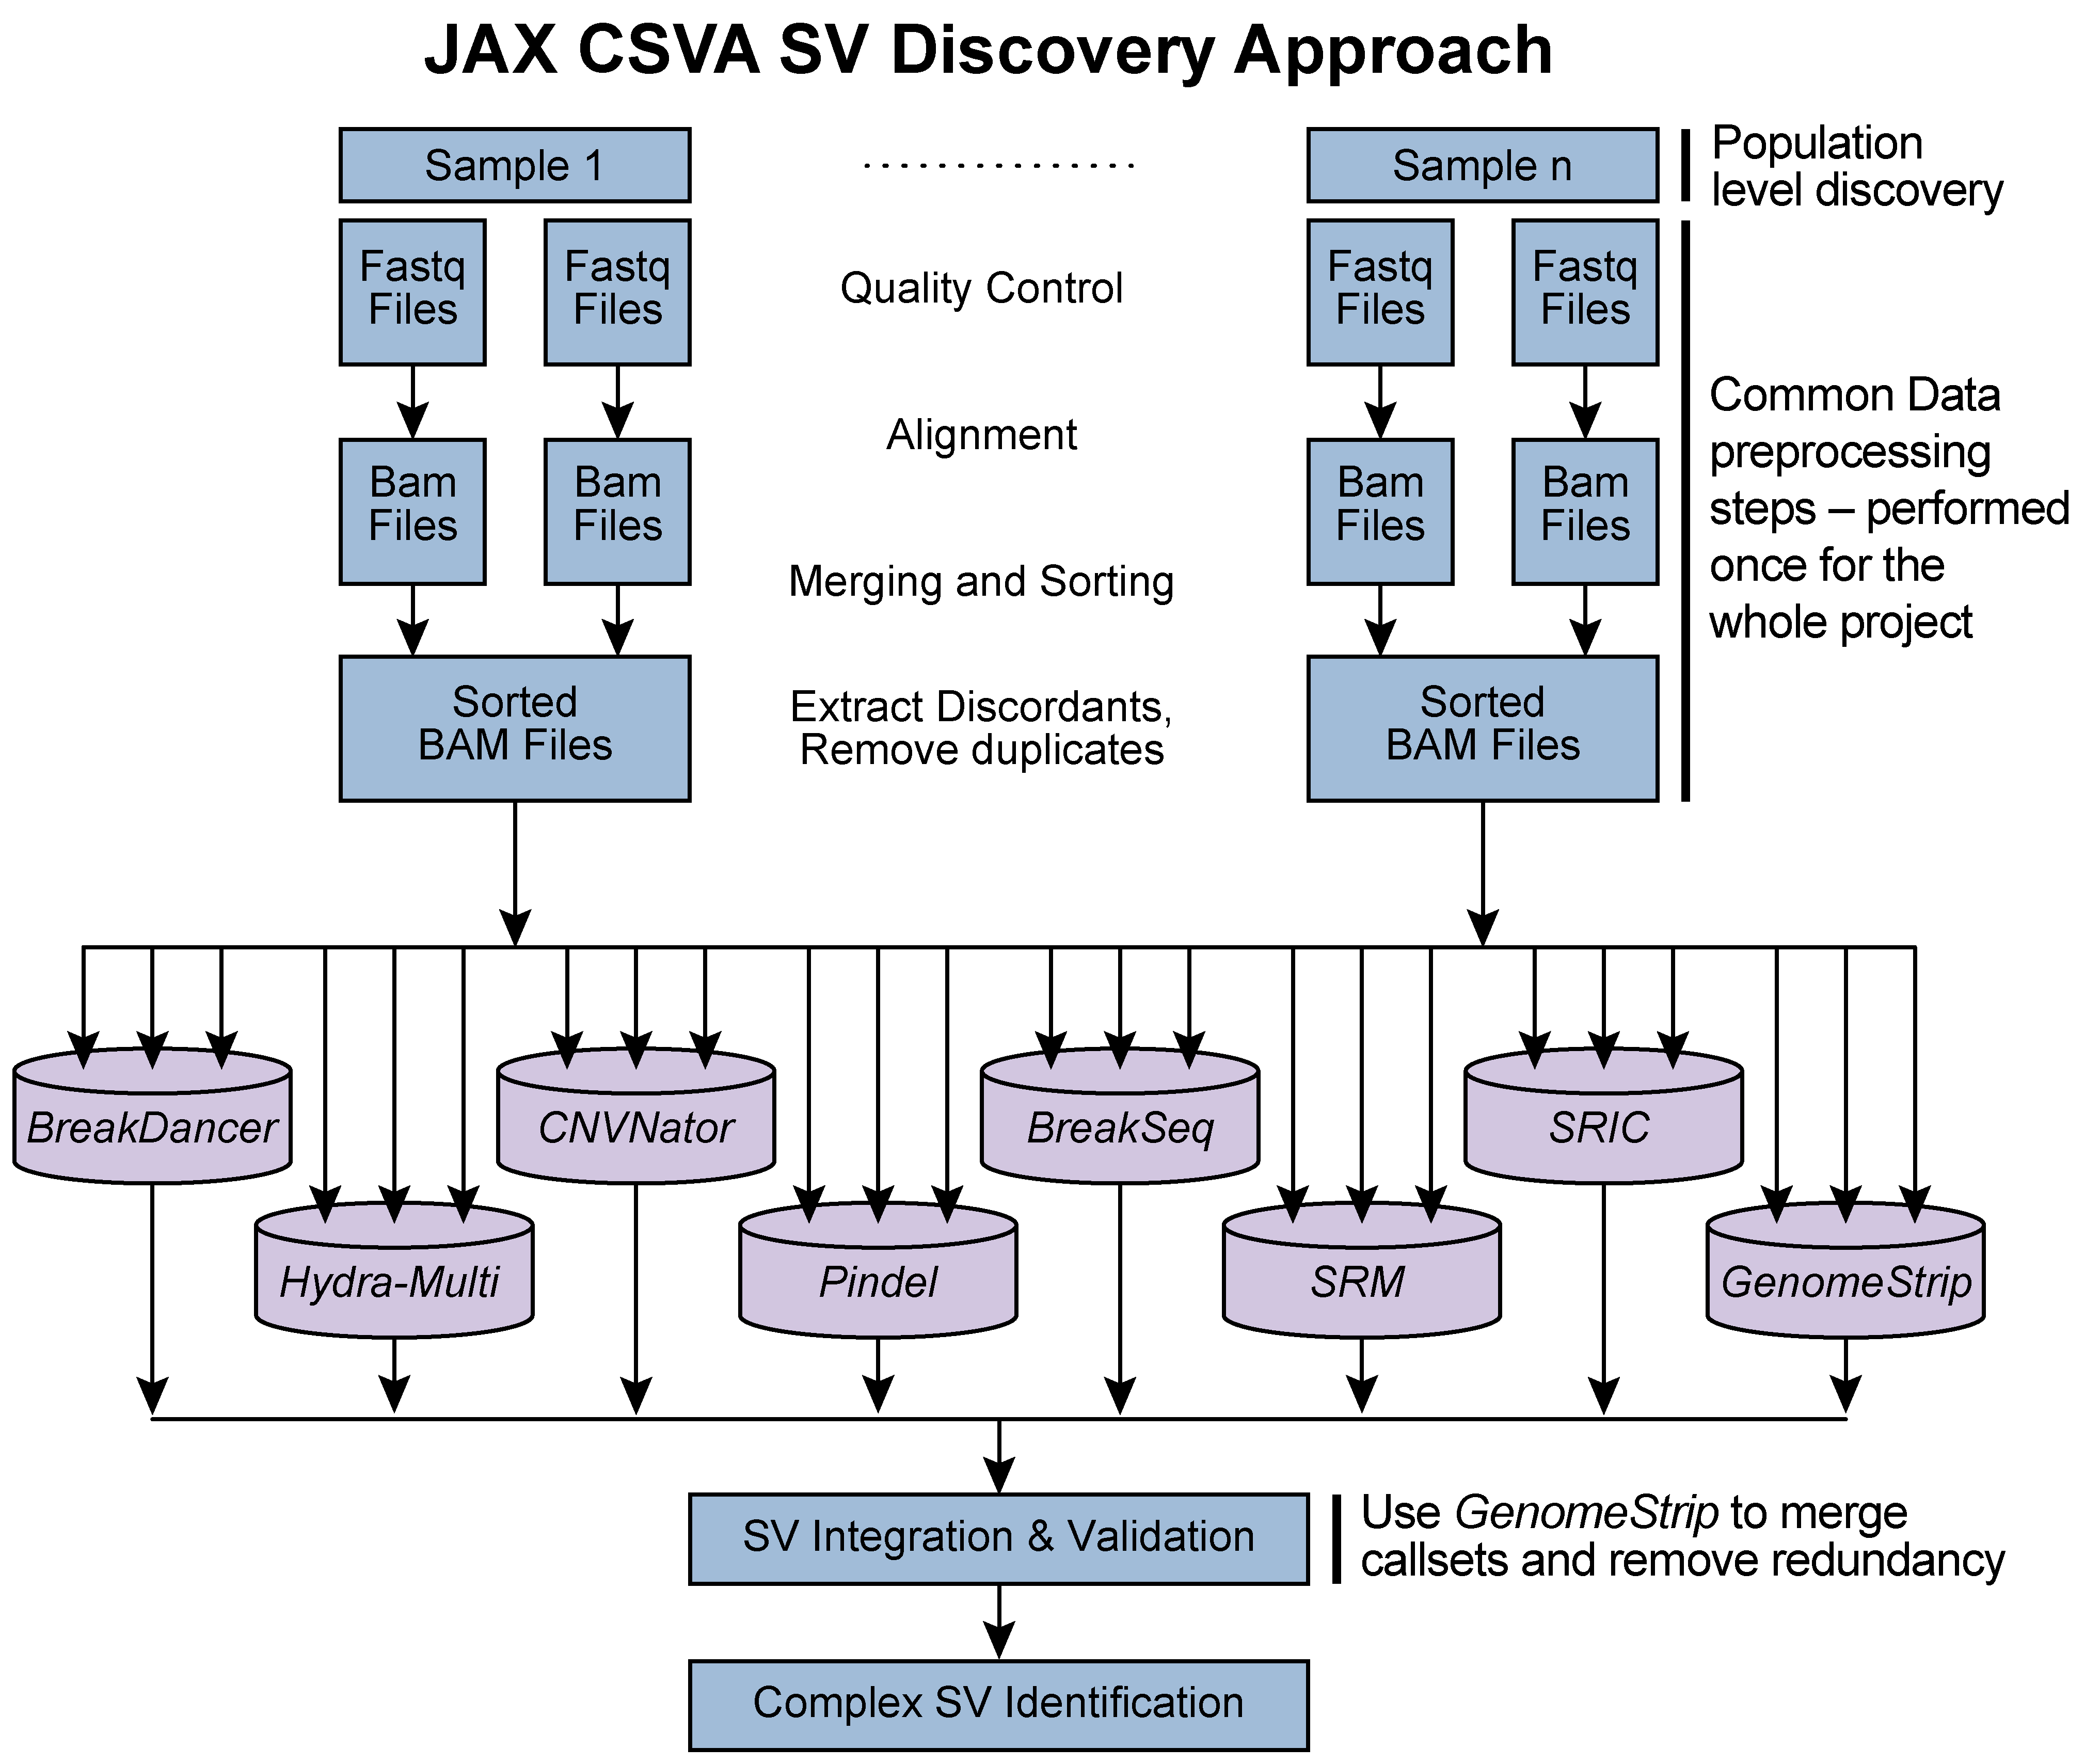 JAX CSVA SV Discovery Approach
Sample 1
Sample n
Population
level discovery
Fastq
Files
Fastq
Files
Quality Control
Fastq
Files
Fastq
Files
Alignment
Common Data
preprocessing
steps – performed
once for the
whole project
Bam
Files
Bam
Files
Bam
Files
Bam
Files
Merging and Sorting
Sorted
BAM Files
Extract Discordants,
Remove duplicates
Sorted
BAM Files
BreakDancer
CNVNator
BreakSeq
SRIC
Hydra-Multi
Pindel
SRM
GenomeStrip
SV Integration & Validation
Use GenomeStrip to merge
callsets and remove redundancy
Complex SV Identification